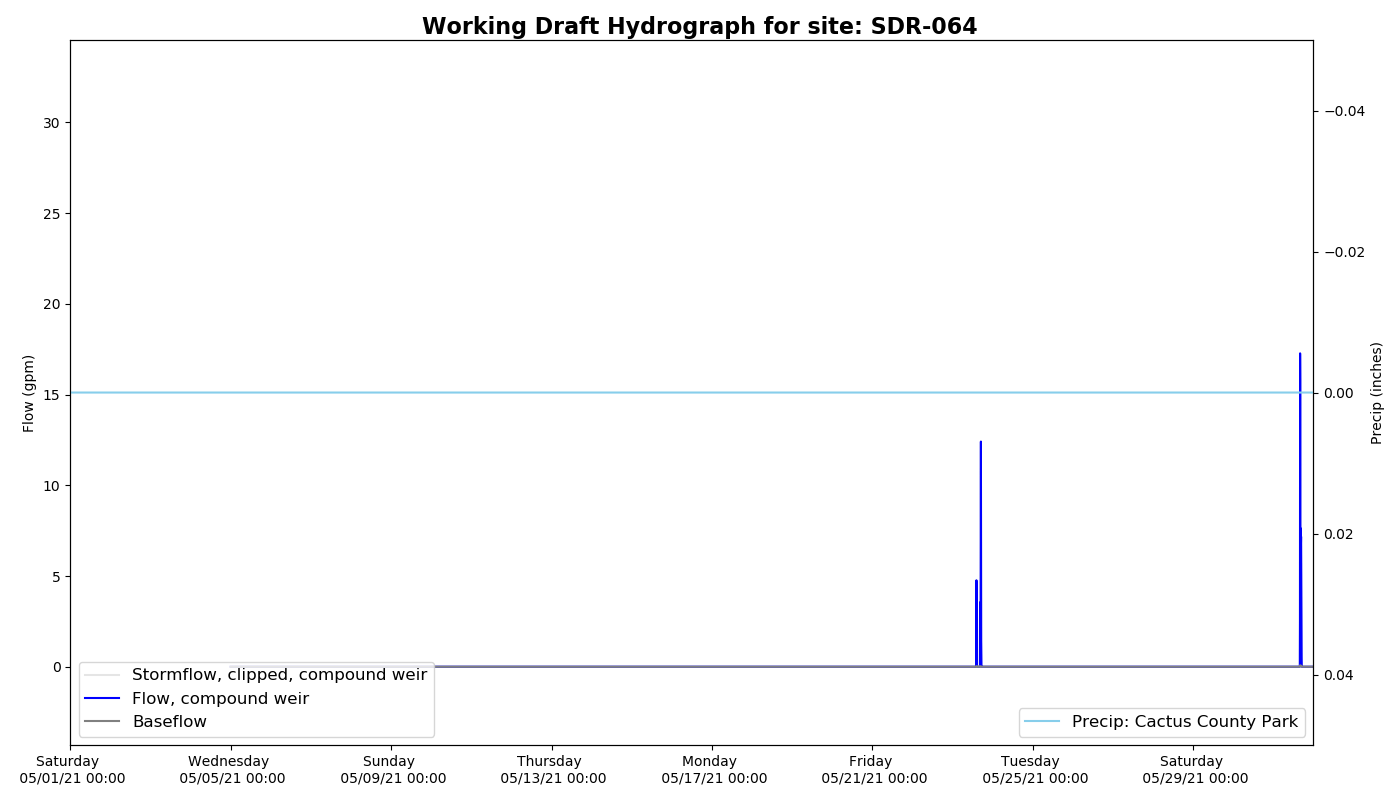 Working Draft Hydrograph for site: SDR-064
30
25
20
15
10
5
0
Flow (gpm)
−0.04
−0.02
0.00
0.02
0.04
Precip (inches)
Stormflow, clipped, compound weir
Flow, compound weir
Baseflow
Precip: Cactus County Park
Saturday Wednesday Sunday Thursday Monday Friday Tuesday Saturday
05/01/21 00:00 05/05/21 00:00 05/09/21 00:00 05/13/21 00:00 05/17/21 00:00 05/21/21 00:00 05/25/21 00:00 05/29/21 00:00